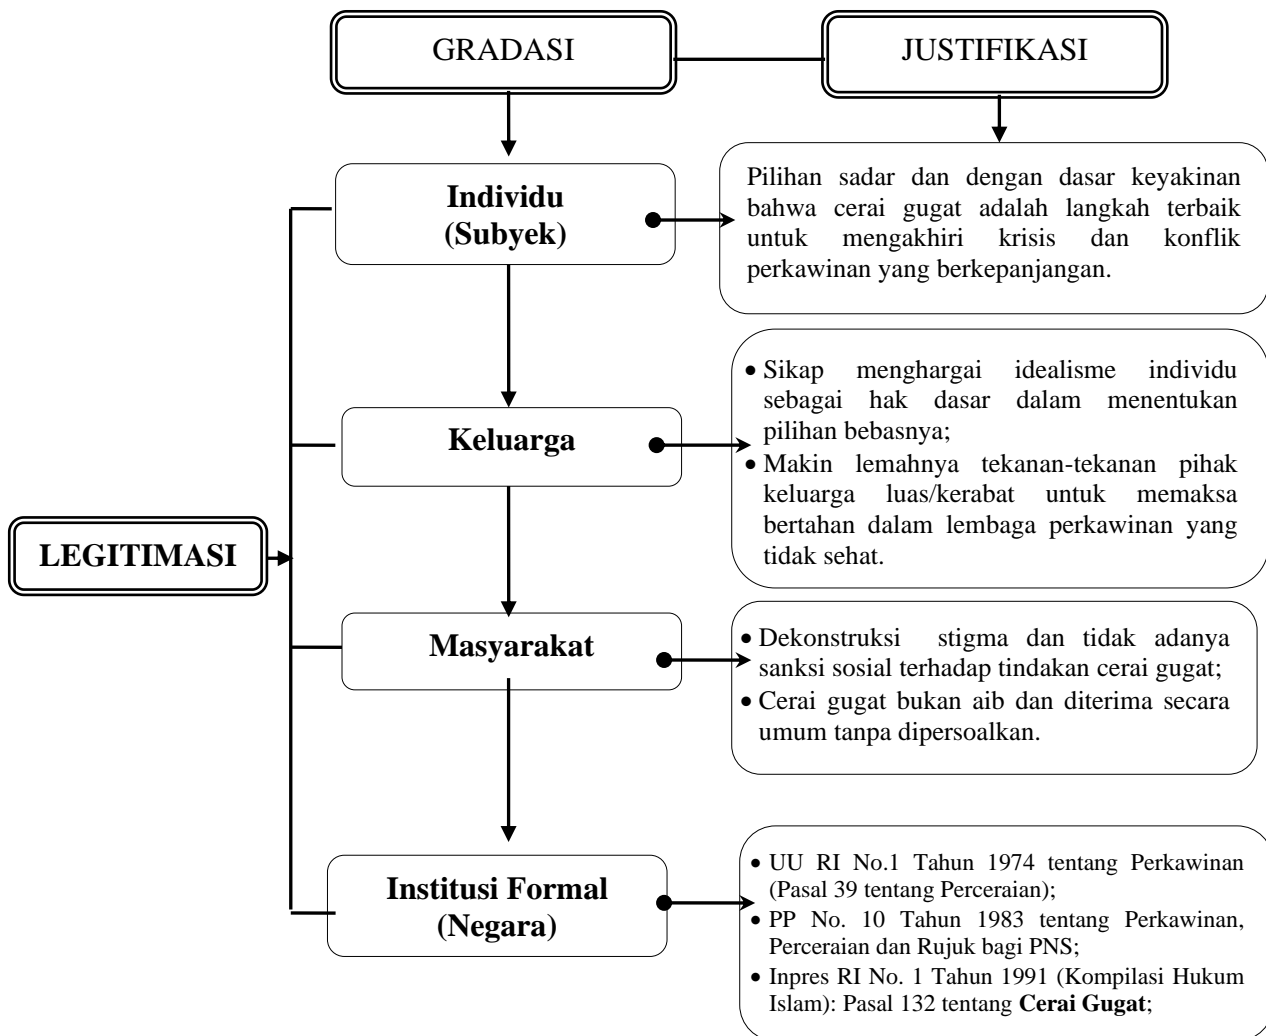 GRADASI
JUSTIFIKASI
Individu
(Subyek)
Pilihan sadar dan dengan dasar keyakinan
bahwa cerai gugat adalah langkah terbaik
untuk mengakhiri krisis dan konflik
perkawinan yang berkepanjangan.
Keluarga
• Sikap menghargai idealisme individu
sebagai hak dasar dalam menentukan
pilihan bebasnya;
• Makin lemahnya tekanan-tekanan pihak
keluarga luas/kerabat untuk memaksa
bertahan dalam lembaga perkawinan yang
tidak sehat.
LEGITIMASI
Masyarakat
• Dekonstruksi stigma dan tidak adanya
sanksi sosial terhadap tindakan cerai gugat;
• Cerai gugat bukan aib dan diterima secara
umum tanpa dipersoalkan.
Institusi Formal
(Negara)
• UU RI No.1 Tahun 1974 tentang Perkawinan
(Pasal 39 tentang Perceraian);
• PP No. 10 Tahun 1983 tentang Perkawinan,
Perceraian dan Rujuk bagi PNS;
• Inpres RI No. 1 Tahun 1991 (Kompilasi Hukum
Islam): Pasal 132 tentang Cerai Gugat;